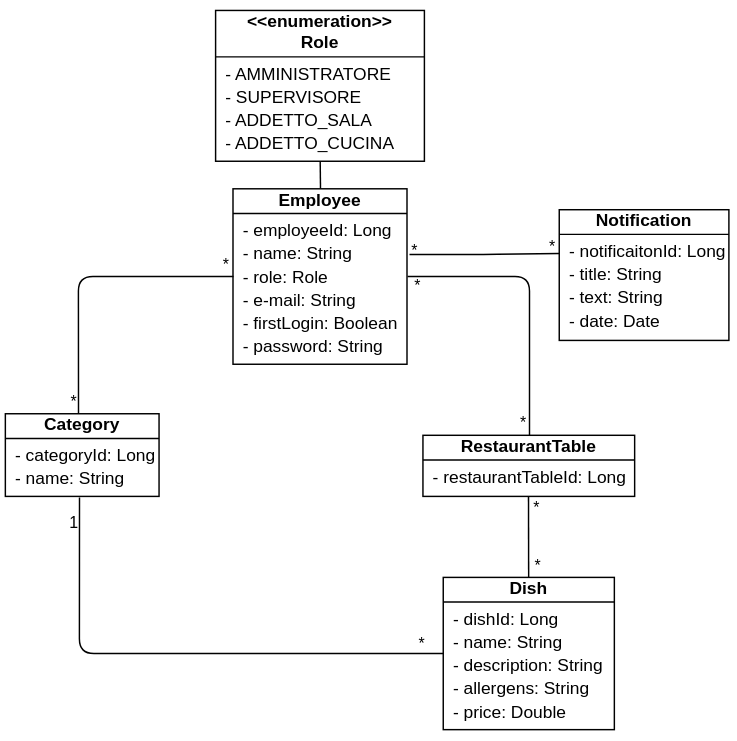 <<enumeration>>
Role
- AMMINISTRATORE
- SUPERVISORE
- ADDETTO_SALA
- ADDETTO_CUCINA
Employee
- employeeId: Long
- name: String
- role: Role
- e-mail: String
- firstLogin: Boolean
- password: String
* *
*
*
Notification
- notificaitonId: Long
- title: String
- text: String
- date: Date
*
*
Category
- categoryId: Long
- name: String
RestaurantTable
- restaurantTableId: Long
1
*
*
*
Dish
- dishId: Long
- name: String
- description: String
- allergens: String
- price: Double